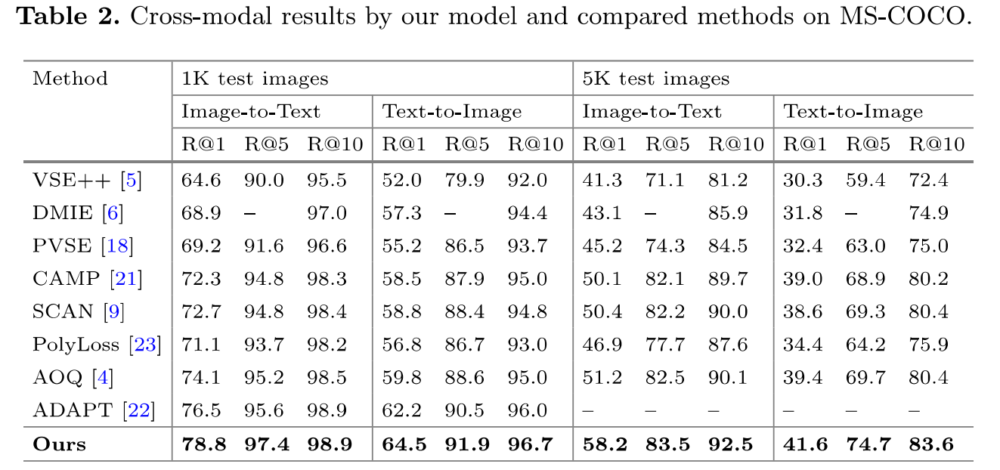 Table 2. Cross-modal results by our model and compared methods on MS-COCO.
Method 1K test images 5K test images
Image-to-Text Text-to-Image Image-to-Text Text-to-Image
R@1 R@5 R@10 R@1 R@5 R@10 R@1 R@5 R@10 R@1 R@5 R@10
VSE++ [5] 64.6 90.0 95.5 52.0 79.9 92.0 41.3 71.1 81.2 30.3 59.4 72.4
DMIE [6] 68.9 – 97.0 57.3 – 94.4 43.1 – 85.9 31.8 – 74.9
PVSE [18] 69.2 91.6 96.6 55.2 86.5 93.7 45.2 74.3 84.5 32.4 63.0 75.0
CAMP [21] 72.3 94.8 98.3 58.5 87.9 95.0 50.1 82.1 89.7 39.0 68.9 80.2
SCAN [9] 72.7 94.8 98.4 58.8 88.4 94.8 50.4 82.2 90.0 38.6 69.3 80.4
PolyLoss [23] 71.1 93.7 98.2 56.8 86.7 93.0 46.9 77.7 87.6 34.4 64.2 75.9
AOQ [4] 74.1 95.2 98.5 59.8 88.6 95.0 51.2 82.5 90.1 39.4 69.7 80.4
ADAPT [22] 76.5 95.6 98.9 62.2 90.5 96.0 – – – – – –
Ours 78.8 97.4 98.9 64.5 91.9 96.7 58.2 83.5 92.5 41.6 74.7 83.6